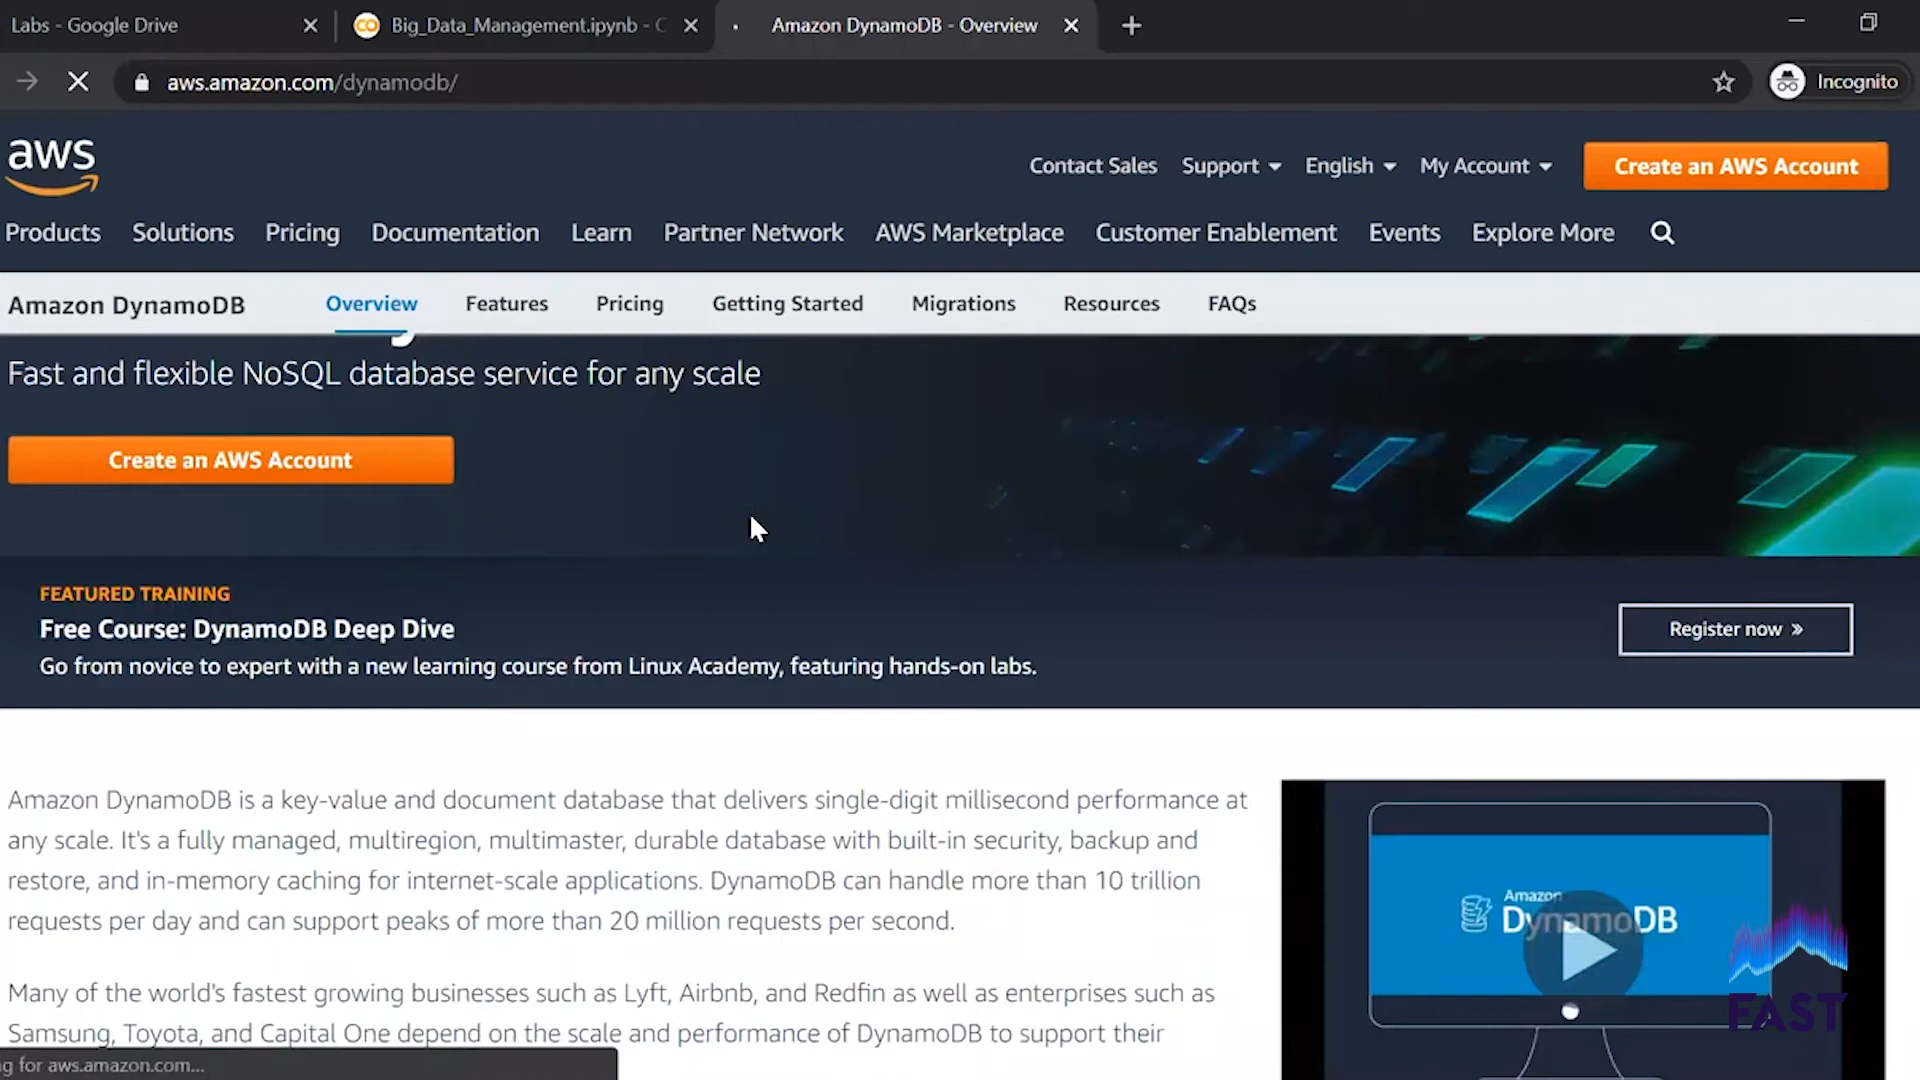 Labs - Google Drive
Big_Data_Management.ipynb - C
Amazon DynamoDB - Overview
aws.amazon.com/dynamodb/
Incognito
aws
Contact Sales
Support
English
My Account
Create an AWS Account
Products
Solutions
Pricing
Documentation
Learn
Partner Network
AWS Marketplace
Customer Enablement
Events
Explore More
Amazon DynamoDB
Overview
Features
Pricing
Getting Started
Migrations
Resources
FAQs
Fast and flexible NoSQL database service for any scale
Create an AWS Account
FEATURED TRAINING
Free Course: DynamoDB Deep Dive
Go from novice to expert with a new learning course from Linux Academy, featuring hands-on labs.
Register now »
Amazon DynamoDB is a key-value and document database that delivers single-digit millisecond performance at
any scale. It's a fully managed, multiregion, multimaster, durable database with built-in security, backup and
restore, and in-memory caching for internet-scale applications. DynamoDB can handle more than 10 trillion
requests per day and can support peaks of more than 20 million requests per second.
Many of the world's fastest growing businesses such as Lyft, Airbnb, and Redfin as well as enterprises such as
Samsung, Toyota, and Capital One depend on the scale and performance of DynamoDB to support their
Amazon
DynamoDB
FAST
g for aws.amazon.com...